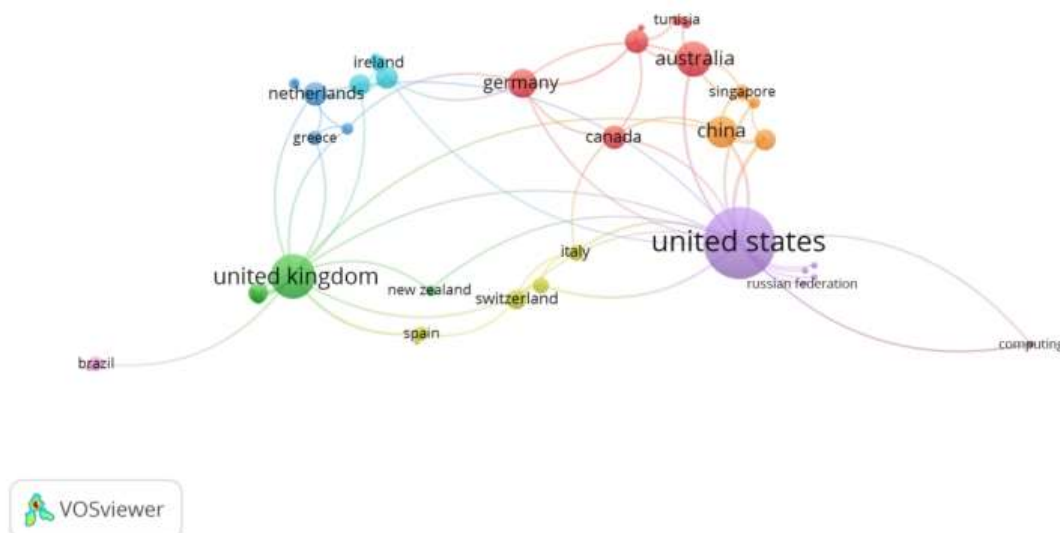 tunisia
ireland
australia
germany
netherlands
singapore
china
greece
canada
united states
italy
united kingdom
russian federation
new zealand
switzerland
spain
computing
brazil
VOSviewer